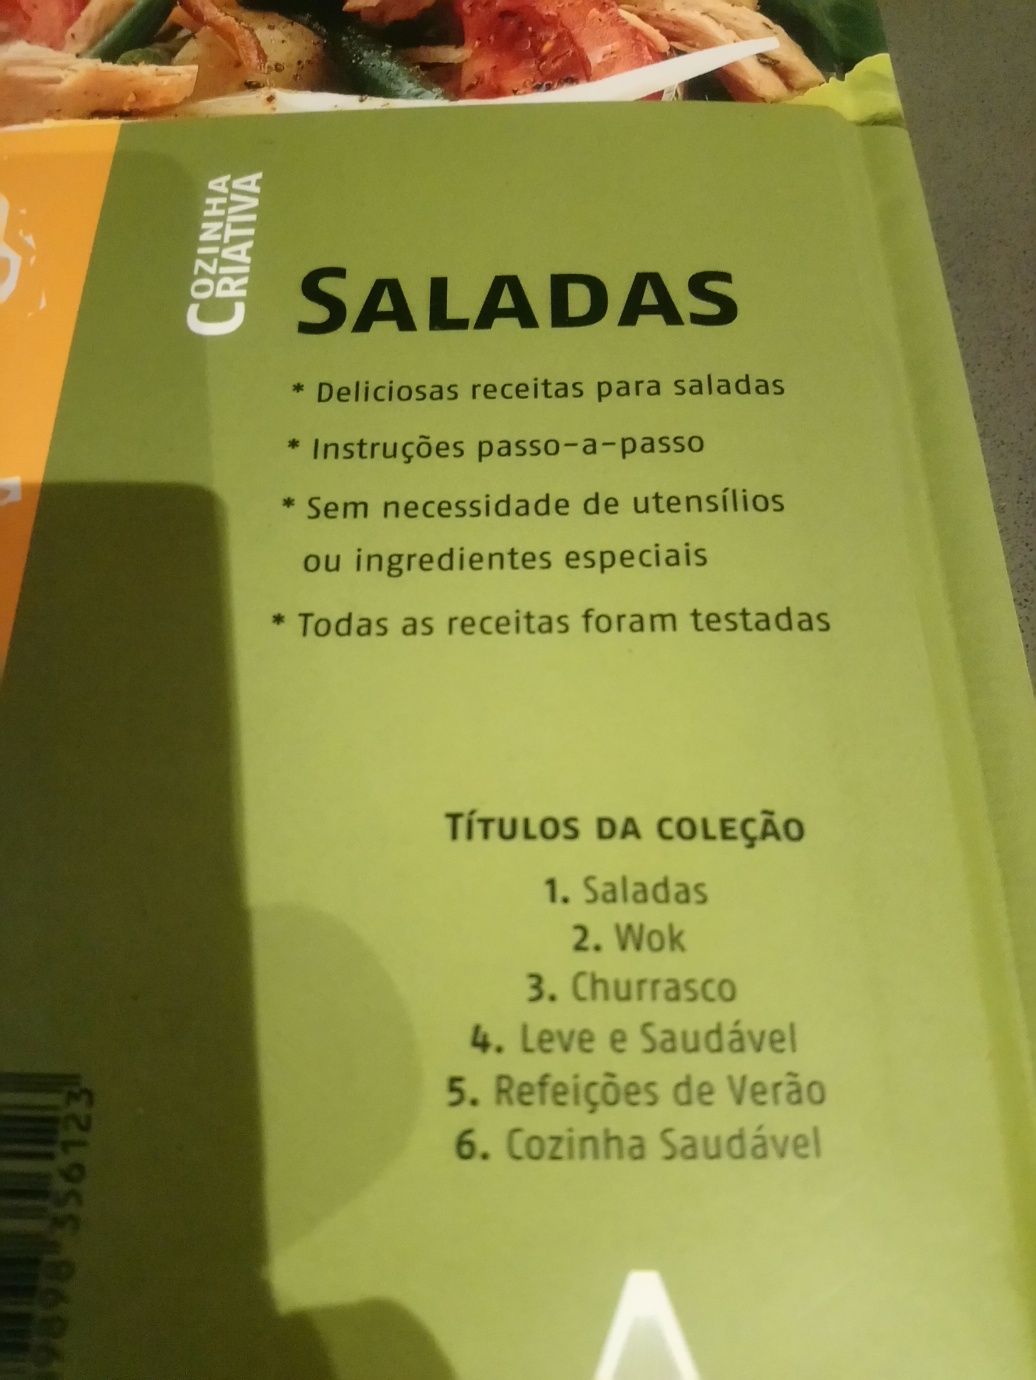 COZINHA
CRIATIVA
SALADAS
* Deliciosas receitas para saladas
* Instruções passo-a-passo
* Sem necessidade de utensílios
ou ingredientes especiais
* Todas as receitas foram testadas
TÍTULOS DA COLEÇÃO
1. Saladas
2. Wok
3. Churrasco
4. Leve e Saudável
5. Refeições de Verão
6. Cozinha Saudável
9898 356123